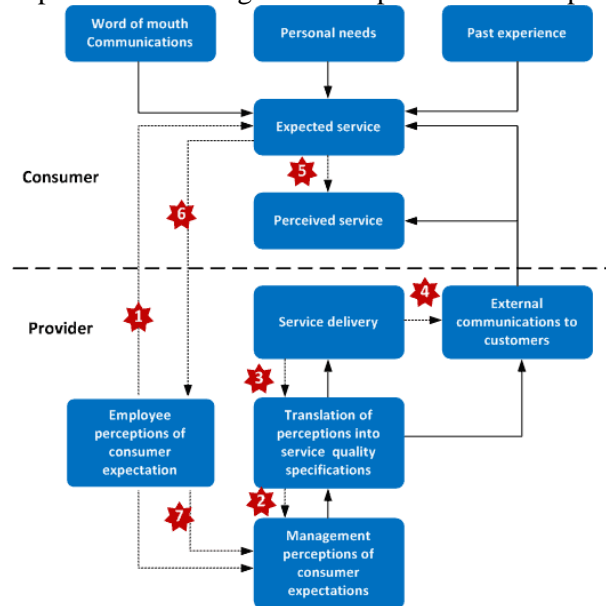 Word of mouth
Communications
Personal needs
Past experience
Expected service
5
Consumer
6
Perceived service
4
1
Provider
Service delivery
External
communications to
customers
3
Employee
perceptions of
consumer
expectation
Translation of
perceptions into
service quality
specifications
2
7
Management
perceptions of
consumer
expectations